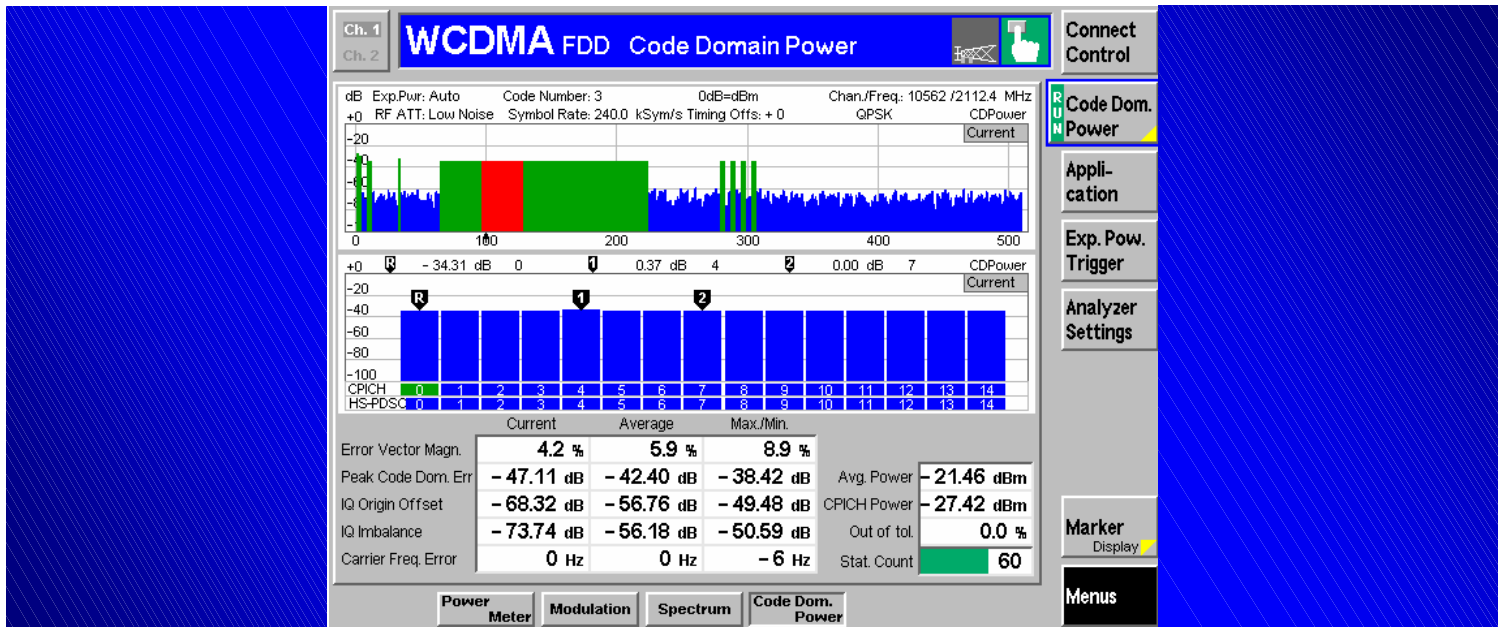 Ch. 1
Ch. 2
WCDMA FDD Code Domain Power
Connect
Control
dB Exp.Pwr: Auto Code Number: 3 0dB=dBm Chan./Freq.: 10562 /2112.4 MHz
+0 RF ATT: Low Noise Symbol Rate: 240.0 kSym/s Timing Offs: + 0 QPSK CDPower
Current
-20
-40
-60
0 100 200 300 400 500
RUN
Code Dom.
Power
Appli-
cation
Exp. Pow.
Trigger
Analyzer
Settings
+0 R - 34.31 dB 0 1 0.37 dB 4 2 0.00 dB 7 CDPower
Current
-20
R 1 2
-40
-60
-80
-100
CPICH 0 1 2 3 4 5 6 7 8 9 10 11 12 13 14
HS-PDSC 0 1 2 3 4 5 6 7 8 9 10 11 12 13 14
Current Average Max./Min.
Error Vector Magn. 4.2 % 5.9 % 8.9 %
Peak Code Dom. Err - 47.11 dB - 42.40 dB - 38.42 dB Avg. Power - 21.46 dBm
IQ Origin Offset - 68.32 dB - 56.76 dB - 49.48 dB CPICH Power - 27.42 dBm
IQ Imbalance - 73.74 dB - 56.18 dB - 50.59 dB Out of tol. 0.0 %
Carrier Freq. Error 0 Hz 0 Hz - 6 Hz Stat. Count 60
Marker
Display
Power
Meter
Modulation
Spectrum
Code Dom.
Power
Menus